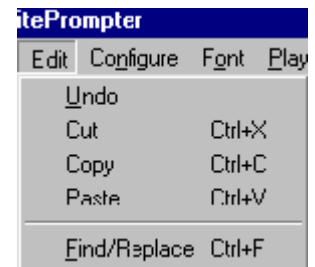 itePrompter
Edit Configure Font Play
Undo
Cut Ctrl+X
Copy Ctrl+C
Paste Ctrl+V
Find/Replace Ctrl+F